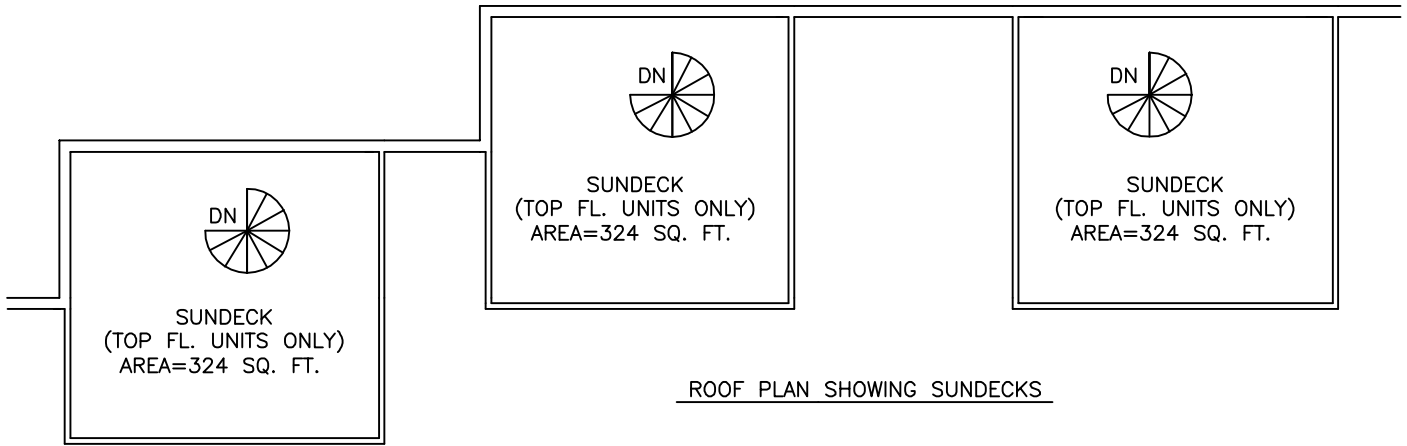 DN
SUNDECK
(TOP FL. UNITS ONLY)
AREA=324 SQ. FT.
DN
SUNDECK
(TOP FL. UNITS ONLY)
AREA=324 SQ. FT.
DN
SUNDECK
(TOP FL. UNITS ONLY)
AREA=324 SQ. FT.
ROOF PLAN SHOWING SUNDECKS